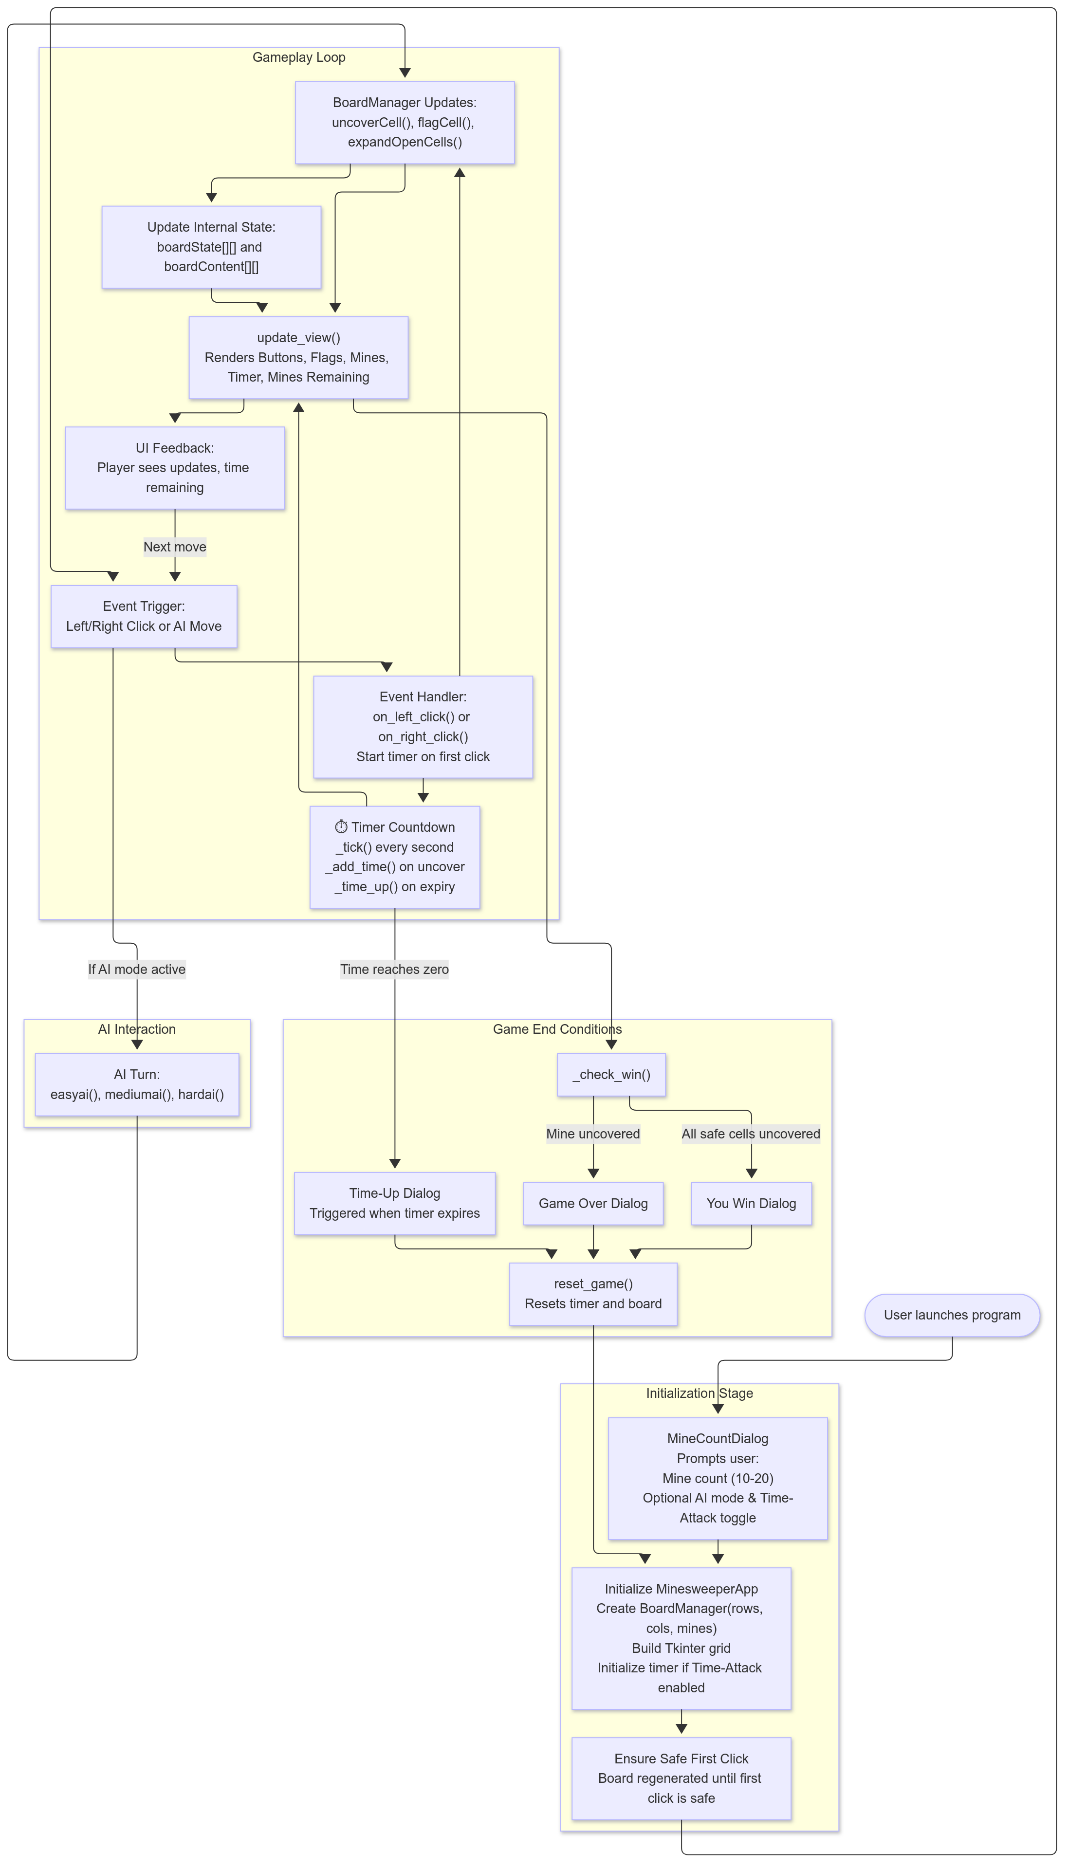 Gameplay Loop
BoardManager Updates:
uncoverCell(), flagCell(),
expandOpenCells()
Update Internal State:
boardState[][] and
boardContent[][]
update_view()
Renders Buttons, Flags, Mines,
Timer, Mines Remaining
UI Feedback:
Player sees updates, time
remaining
Next move
Event Trigger:
Left/Right Click or AI Move
Event Handler:
on_left_click() or
on_right_click()
Start timer on first click
⏱ Timer Countdown
_tick() every second
_add_time() on uncover
_time_up() on expiry
If AI mode active
Time reaches zero
AI Interaction
AI Turn:
easyai(), mediumai(), hardai()
Game End Conditions
_check_win()
Mine uncovered
All safe cells uncovered
Time-Up Dialog
Triggered when timer expires
Game Over Dialog
You Win Dialog
reset_game()
Resets timer and board
User launches program
Initialization Stage
MineCountDialog
Prompts user:
Mine count (10-20)
Optional AI mode & Time-
Attack toggle
Initialize MinesweeperApp
Create BoardManager(rows,
cols, mines)
Build Tkinter grid
Initialize timer if Time-Attack
enabled
Ensure Safe First Click
Board regenerated until first
click is safe